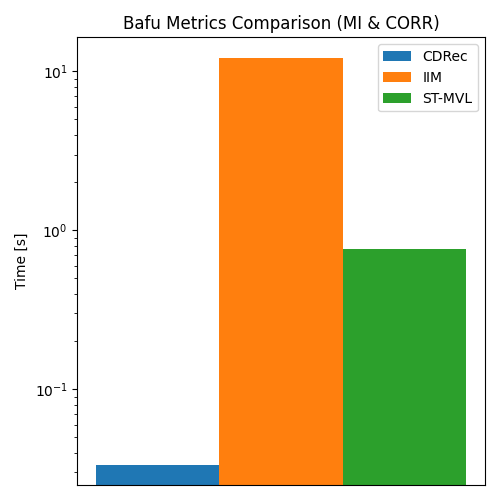 Bafu Metrics Comparison (MI & CORR)
CDRec
IIM
ST-MVL
Time [s]
10¹
10⁰
10⁻¹